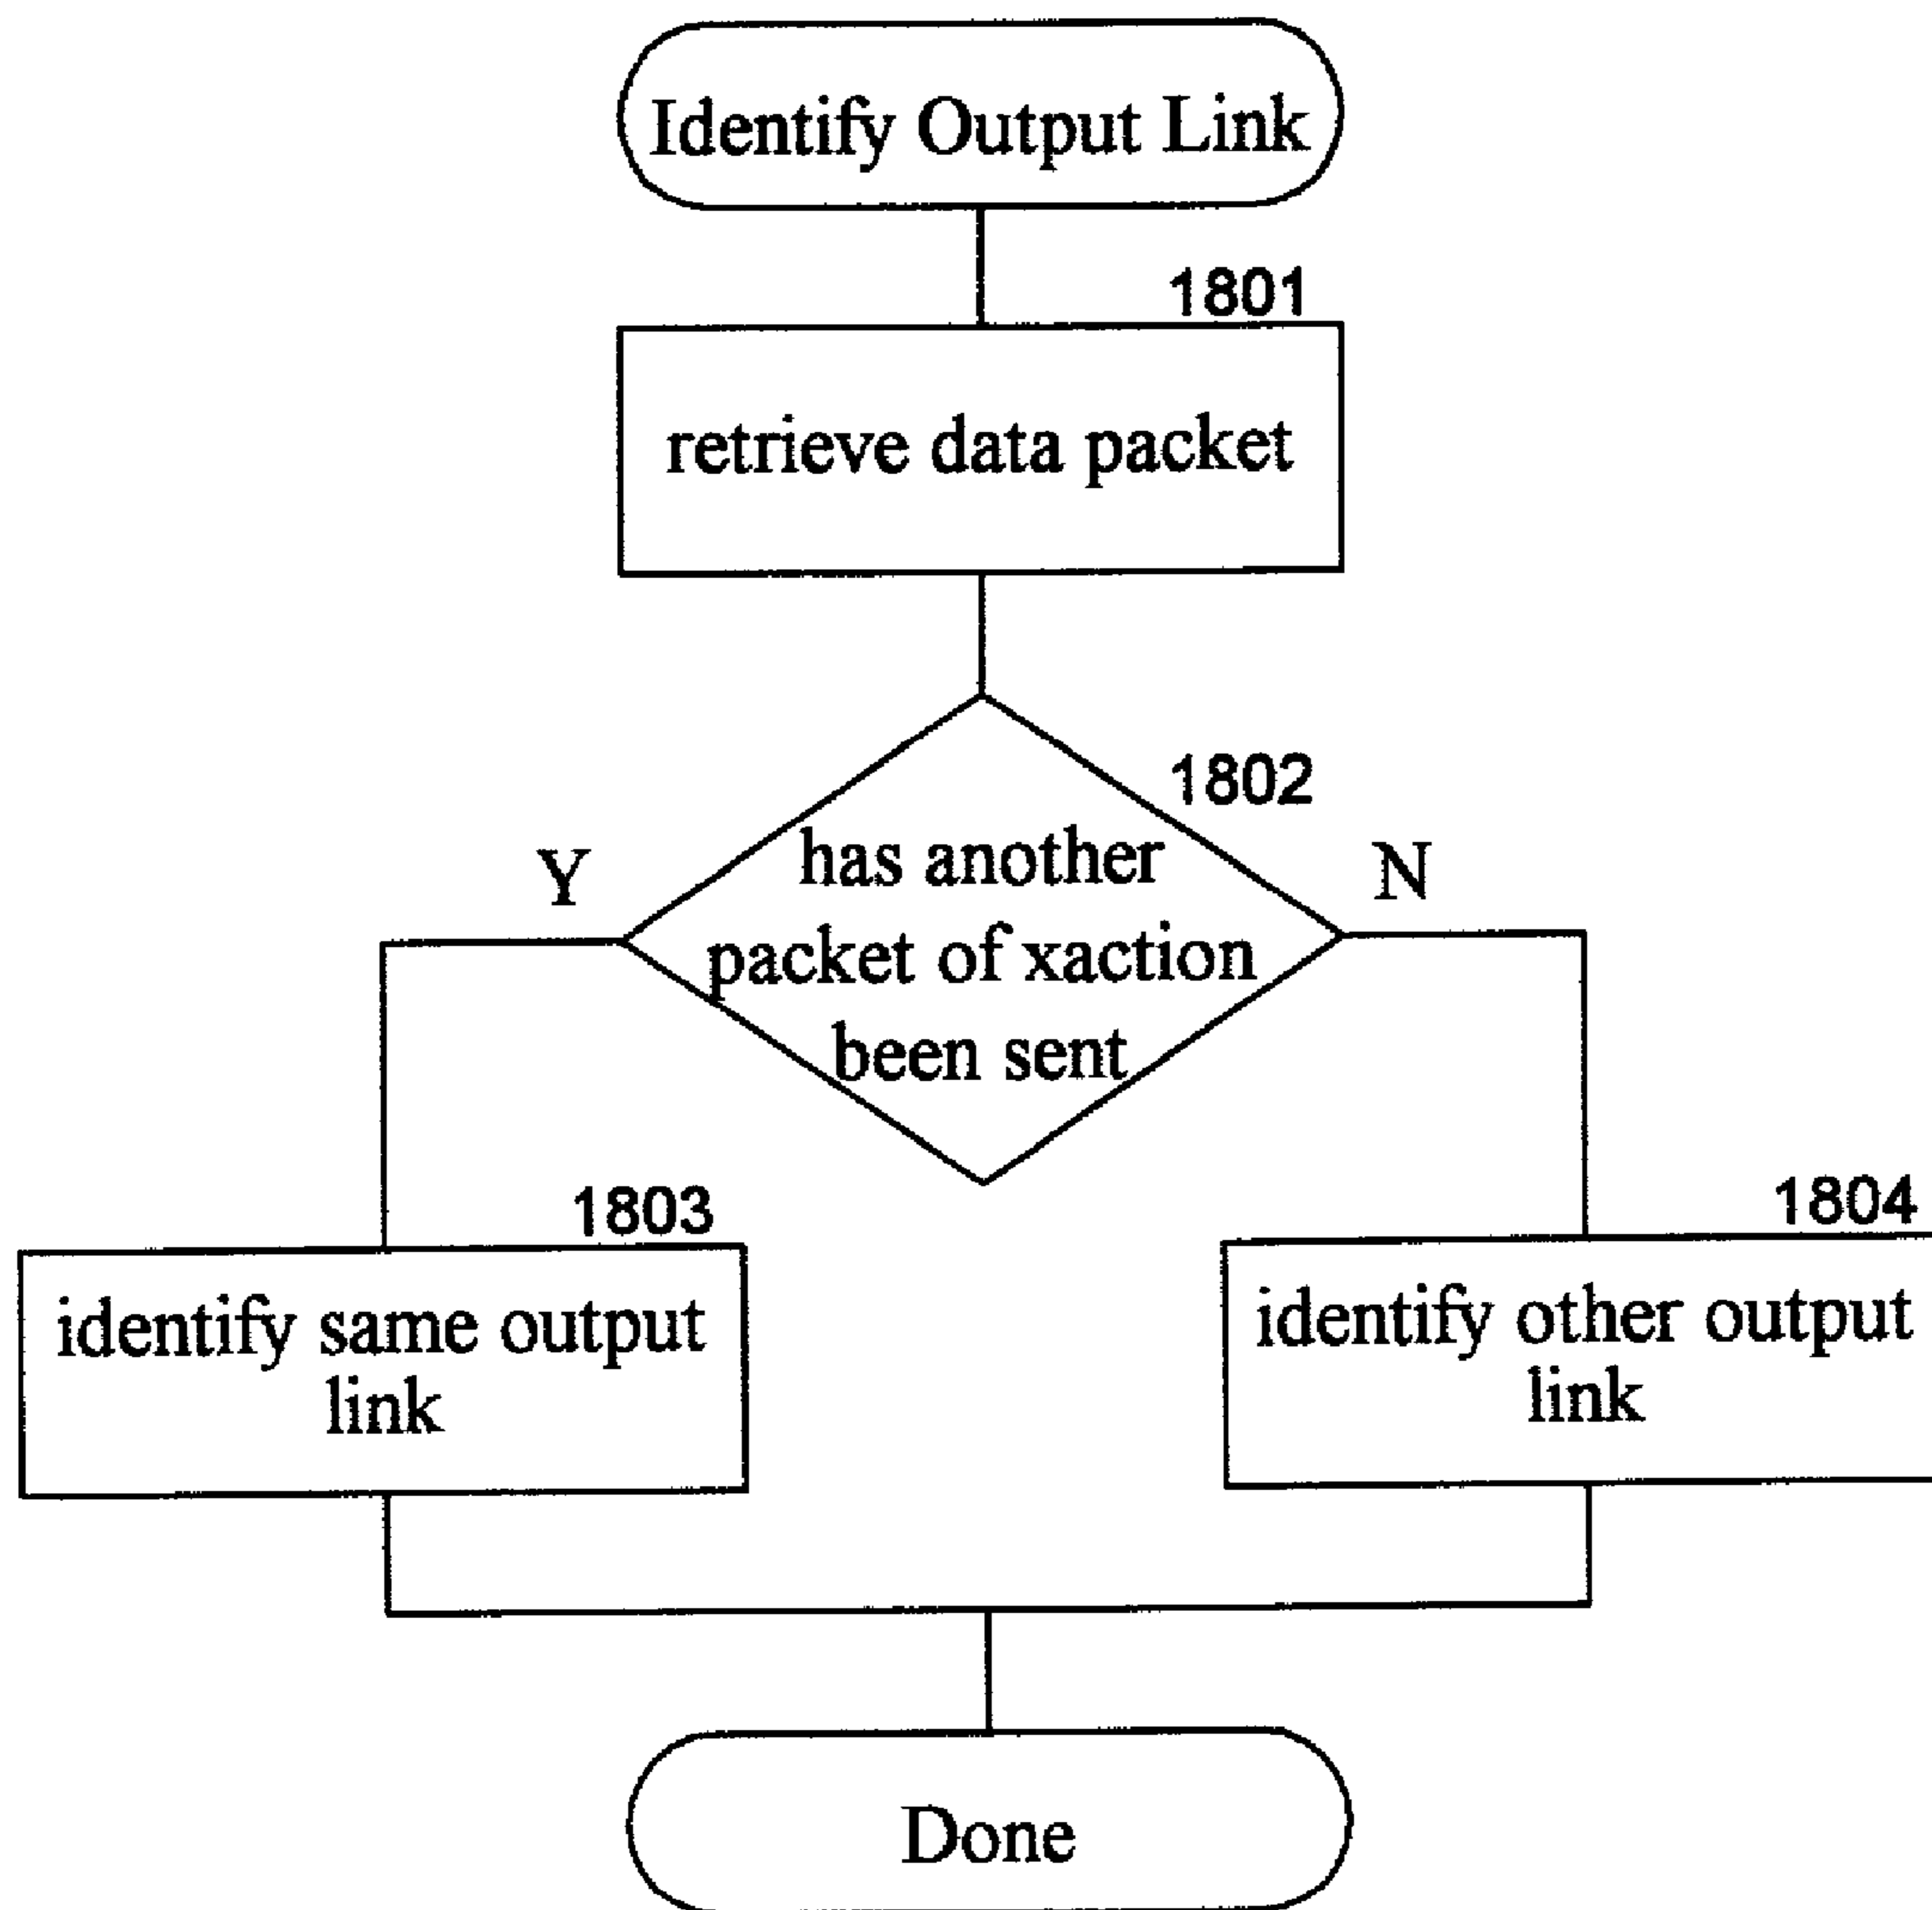 Identify Output Link
1801
retrieve data packet
1802
Y
has another
N
packet of xaction
been sent
1803
1804
identify same output
link
identify other output
link
Done